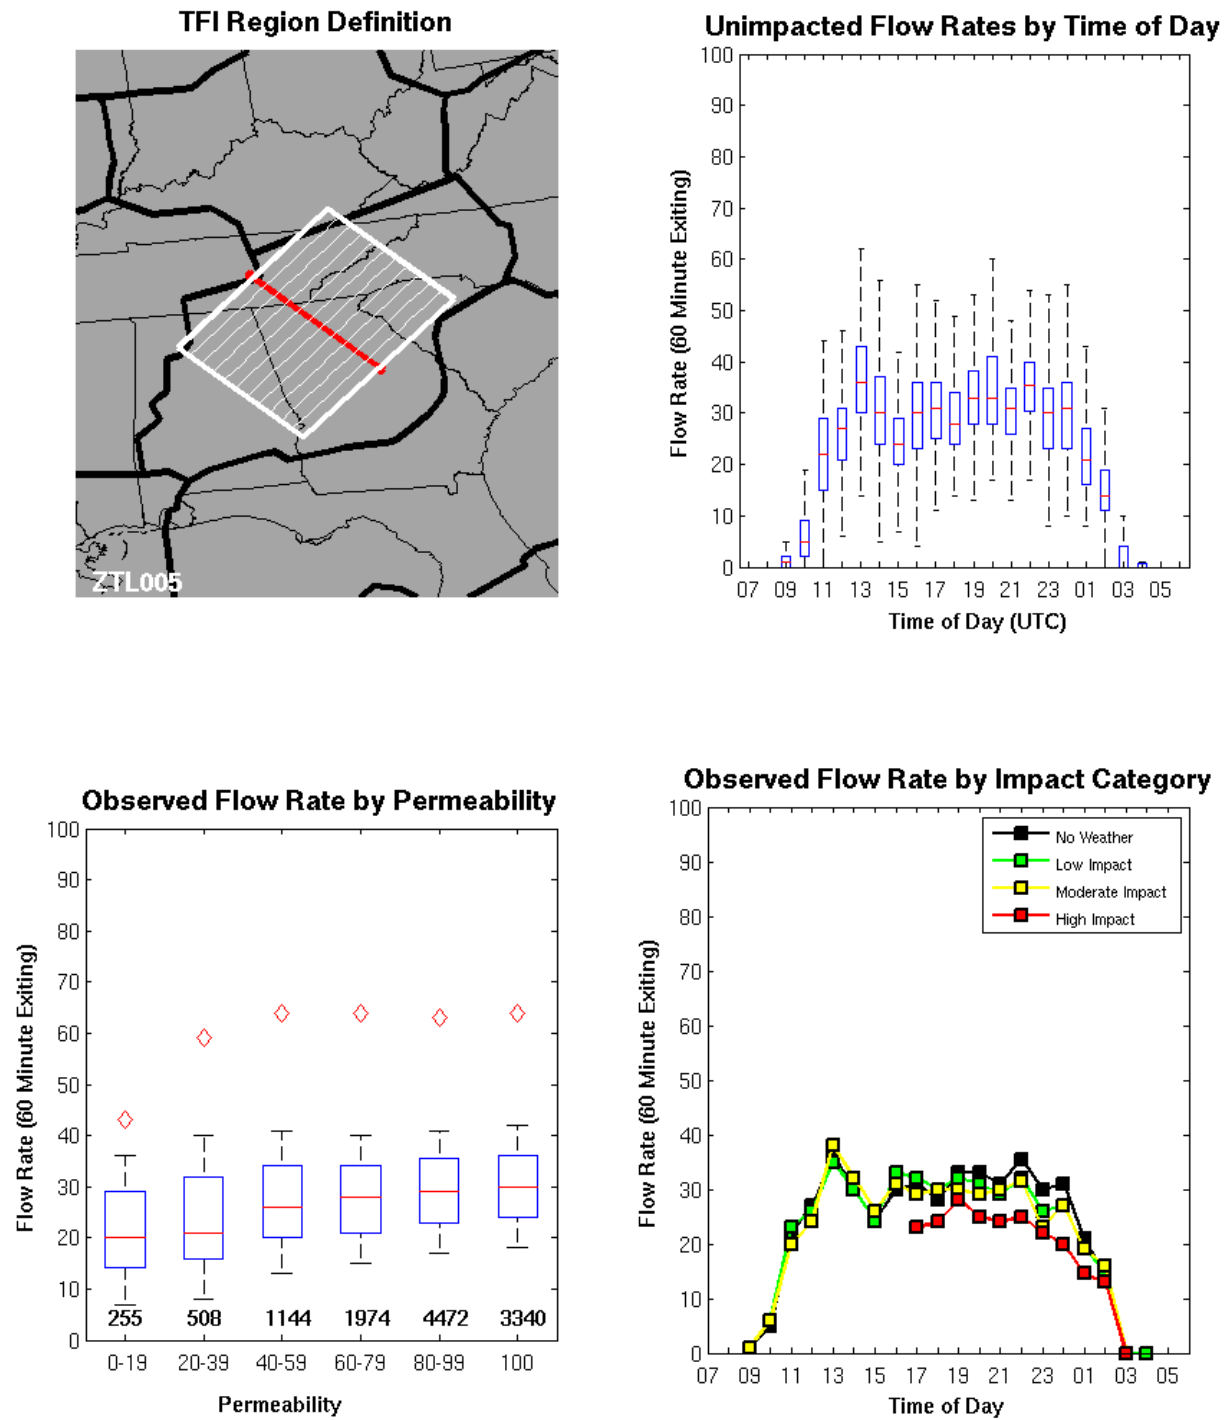 TFI Region Definition
ZTL005
Unimpacted Flow Rates by Time of Day
Flow Rate (60 Minute Exiting)
100
90
80
70
60
50
40
30
20
10
0
07 09 11 13 15 17 19 21 23 01 03 05
Time of Day (UTC)
Observed Flow Rate by Permeability
Flow Rate (60 Minute Exiting)
100
90
80
70
60
50
40
30
20
10
0
255 508 1144 1974 4472 3340
0-19 20-39 40-59 60-79 80-99 100
Permeability
Observed Flow Rate by Impact Category
Flow Rate (60 Minute Exiting)
100
90
80
70
60
50
40
30
20
10
0
No Weather
Low Impact
Moderate Impact
High Impact
07 09 11 13 15 17 19 21 23 01 03 05
Time of Day